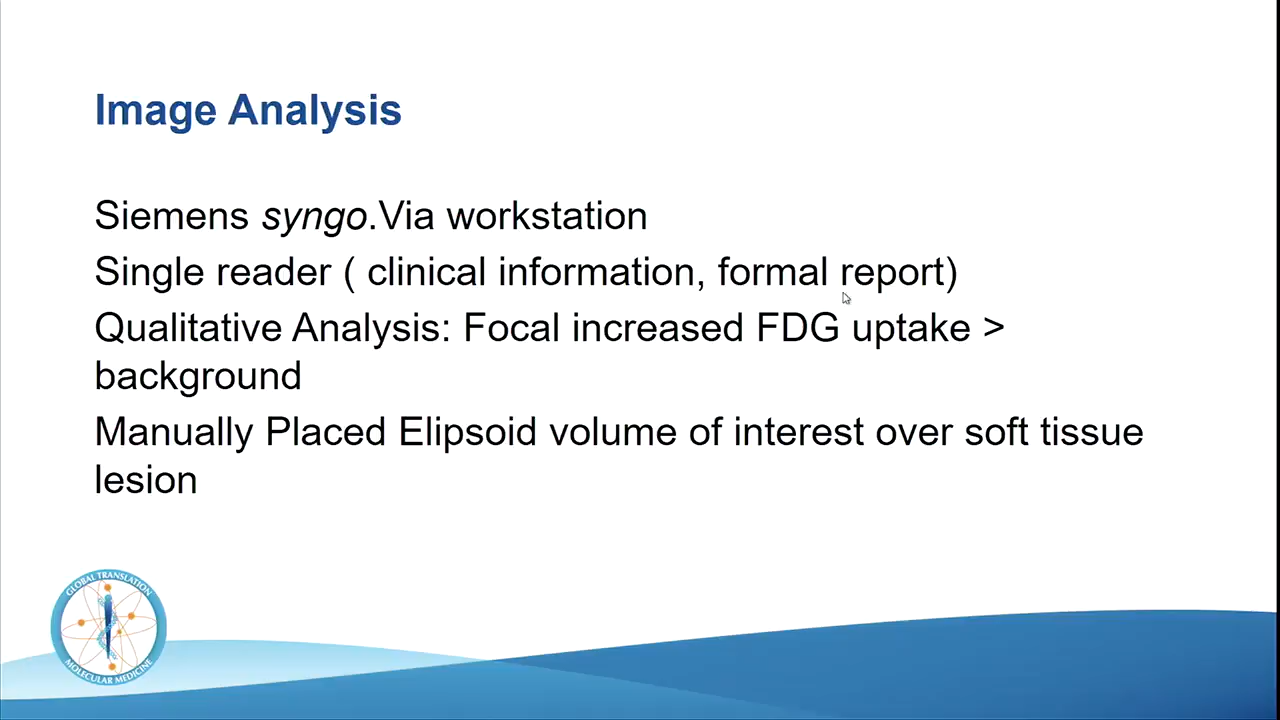 Image Analysis
Siemens syngo.Via workstation
Single reader ( clinical information, formal report)
Qualitative Analysis: Focal increased FDG uptake >
background
Manually Placed Elipsoid volume of interest over soft tissue
lesion
GLOBAL TRANSLATION
MOLECULAR MEDICINE